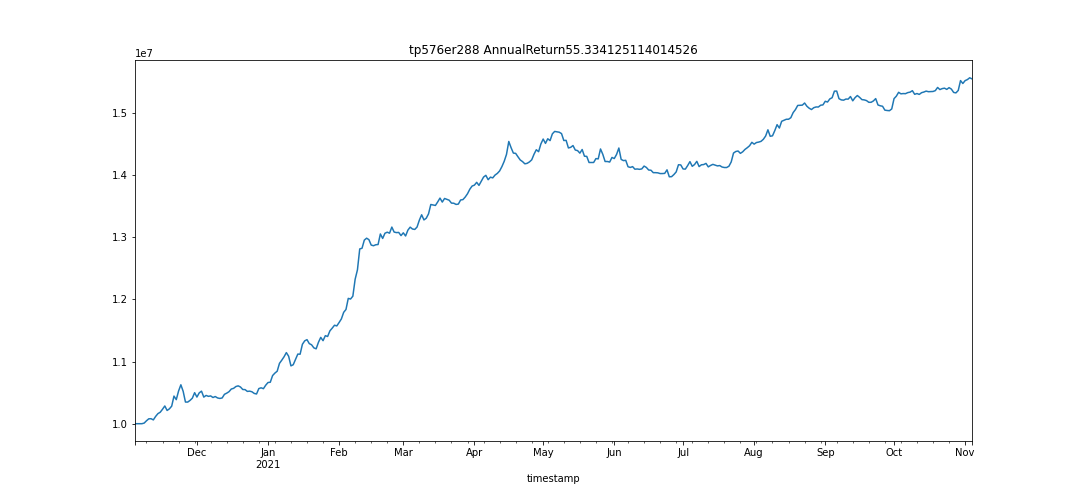 tp576er288 AnnualReturn55.334125114014526
1e7
1.5
1.4
1.3
1.2
1.1
1.0
Dec Jan Feb Mar Apr May Jun Jul Aug Sep Oct Nov
2021
timestamp